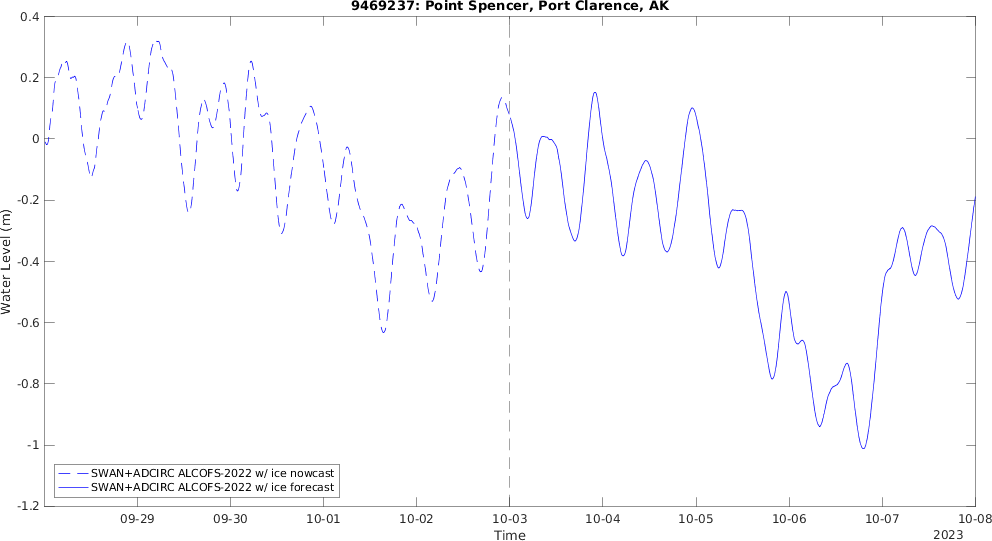 9469237: Point Spencer, Port Clarence, AK
0.4
0.2
0
-0.2
-0.4
-0.6
-0.8
-1
-1.2
Water Level (m)
SWAN+ADCIRC ALCOFS-2022 w/ ice nowcast
SWAN+ADCIRC ALCOFS-2022 w/ ice forecast
09-29 09-30 10-01 10-02 10-03 10-04 10-05 10-06 10-07 10-08
Time
2023